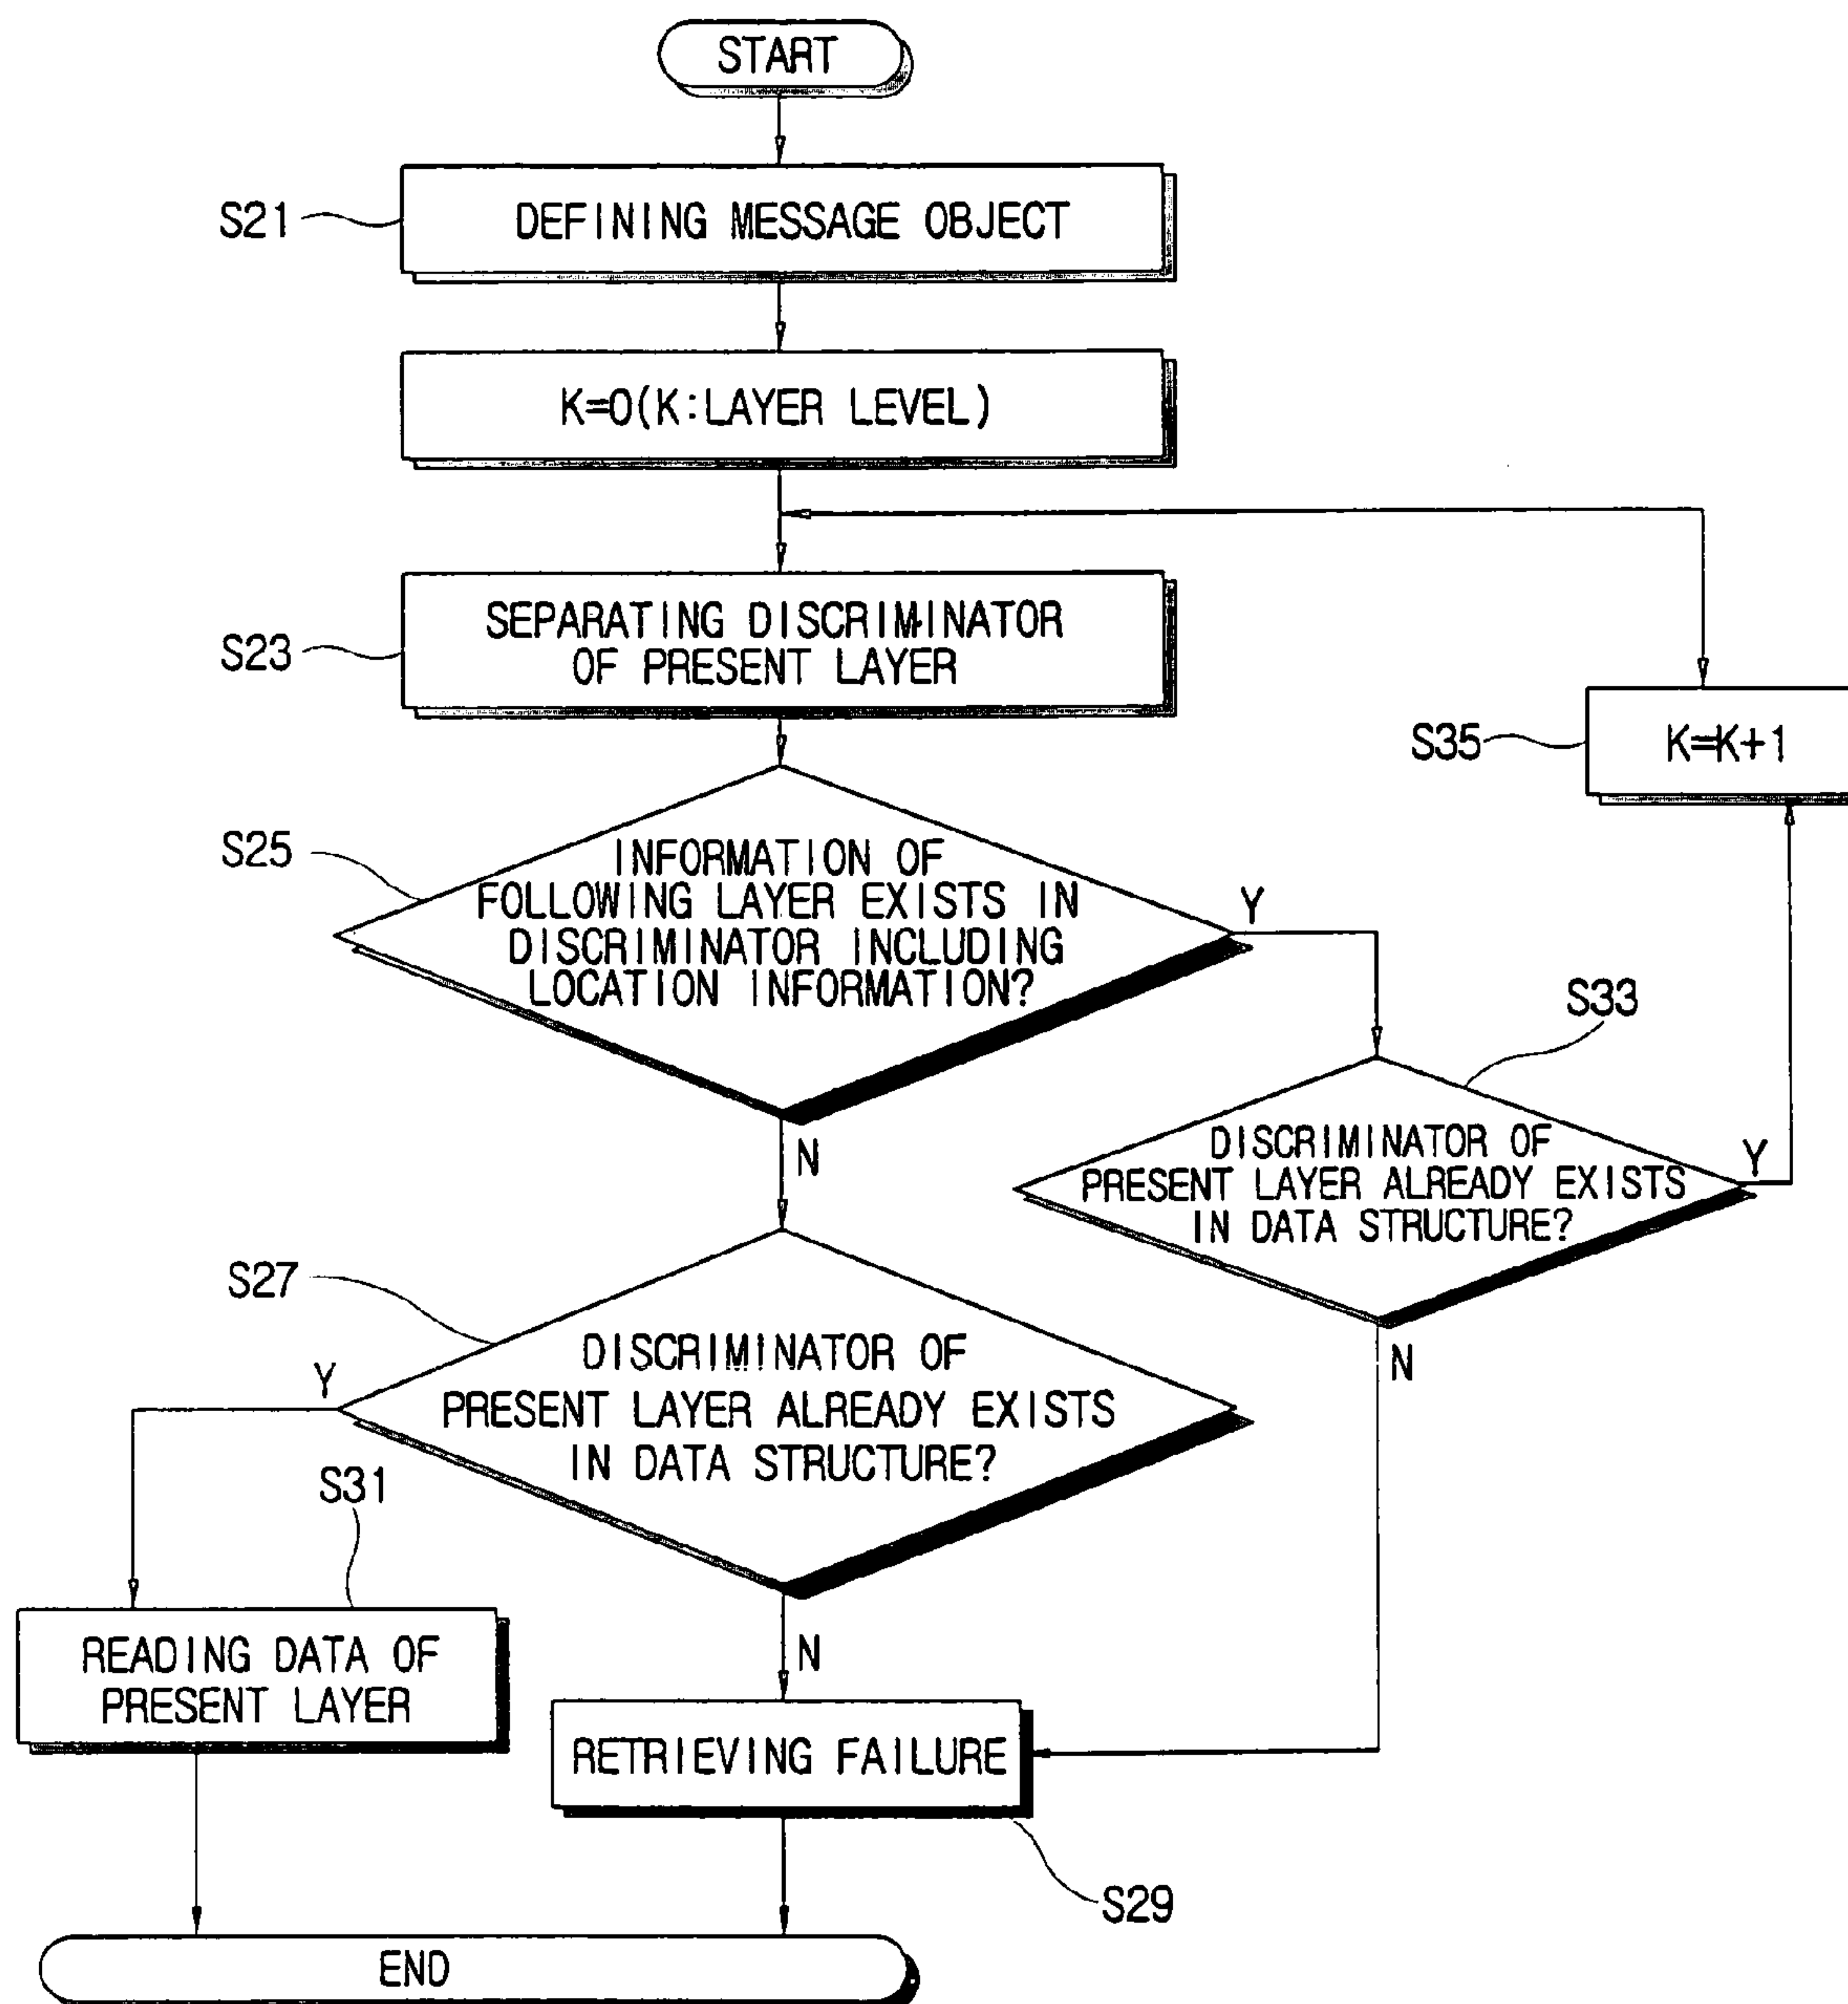 START
S21
DEFINING MESSAGE OBJECT
K=0(K:LAYER LEVEL)
S23
SEPARATING DISCRIMINATOR
OF PRESENT LAYER
S35
K=K+1
S25
INFORMATION OF
FOLLOWING LAYER EXISTS IN
DISCRIMINATOR INCLUDING
LOCATION INFORMATION?
Y
N
S33
DISCRIMINATOR OF
PRESENT LAYER ALREADY EXISTS
IN DATA STRUCTURE?
Y
N
S27
DISCRIMINATOR OF
PRESENT LAYER ALREADY EXISTS
IN DATA STRUCTURE?
Y
N
S31
READING DATA OF
PRESENT LAYER
RETRIEVING FAILURE
S29
END